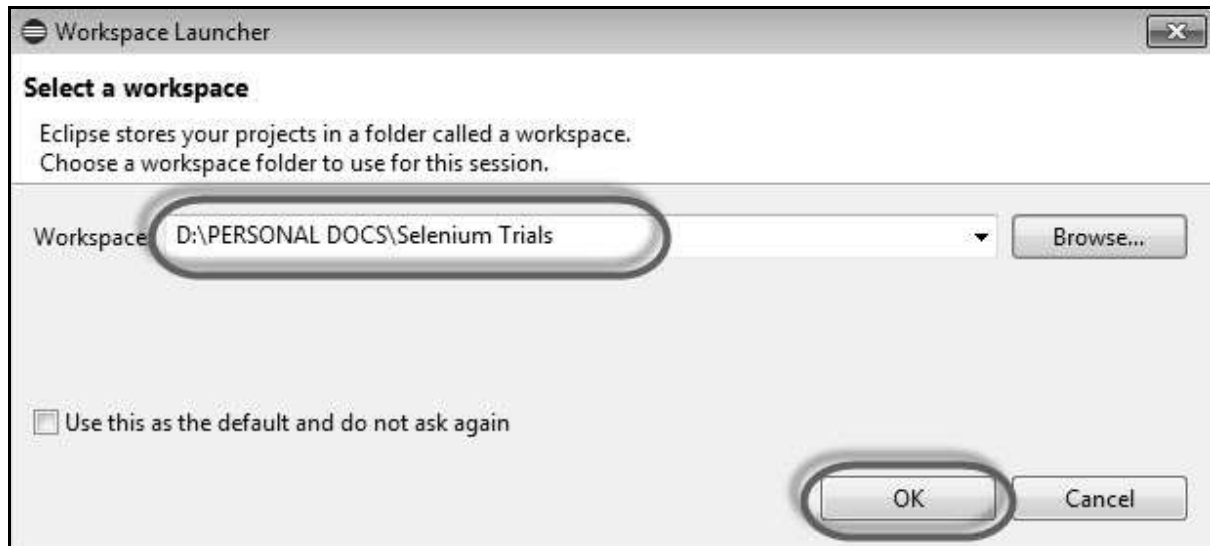 Workspace Launcher
Select a workspace
Eclipse stores your projects in a folder called a workspace.
Choose a workspace folder to use for this session.
Workspace D:\PERSONAL DOCS\Selenium Trials Browse...
Use this as the default and do not ask again
OK Cancel